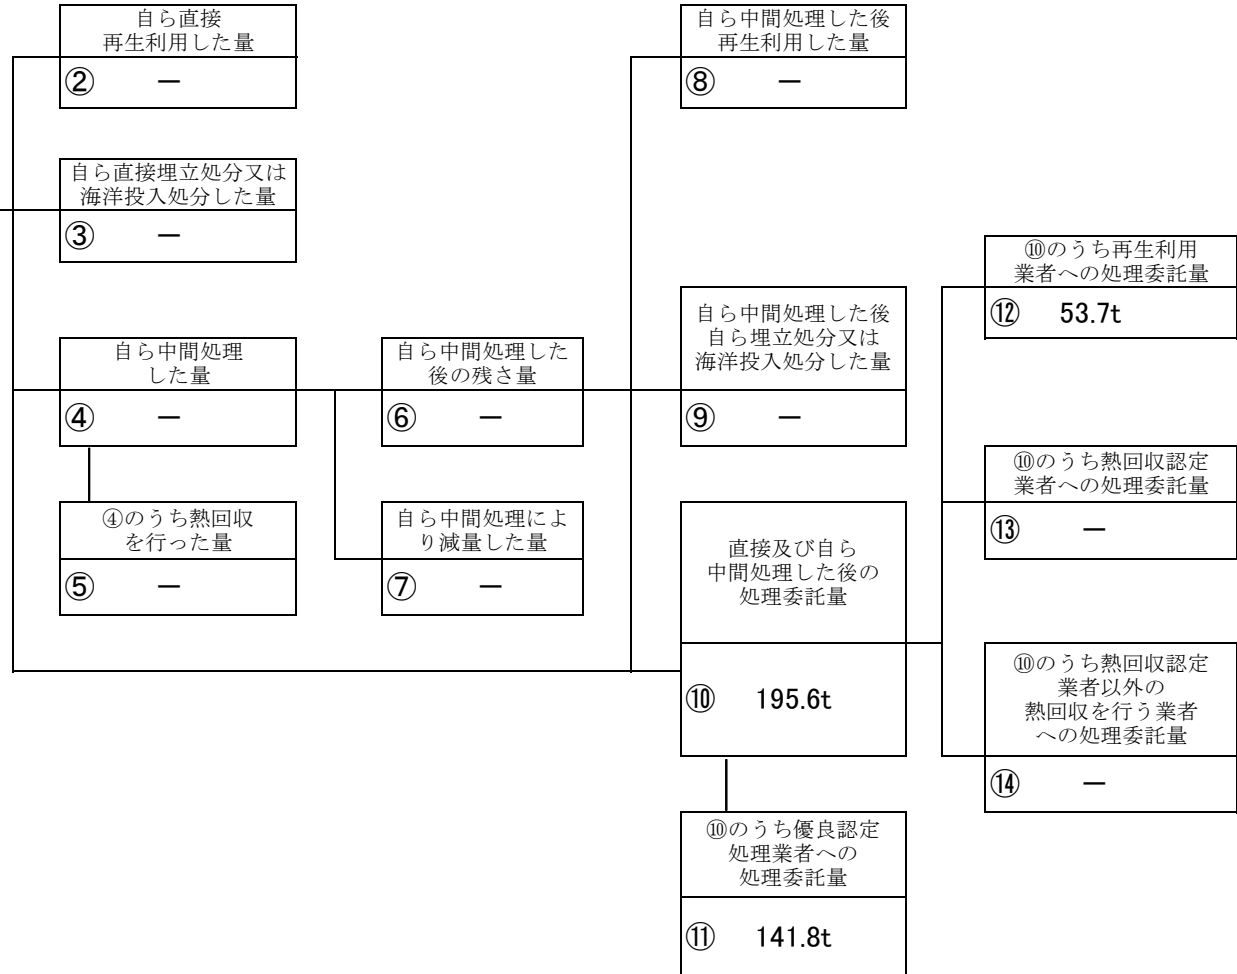 自ら直接
再生利用した量
② ー
自ら直接埋立処分又は
海洋投入処分した量
③ ー
自ら中間処理
した量
④ ー
④のうち熱回収
を行った量
⑤ ー
自ら中間処理した
後の残さ量
⑥ ー
自ら中間処理によ
り減量した量
⑦ ー
自ら中間処理した後
再生利用した量
⑧ ー
自ら中間処理した後
自ら埋立処分又は
海洋投入処分した量
⑨ ー
直接及び自ら
中間処理した後の
処理委託量
⑩ 195.6t
⑩のうち優良認定
処理業者への
処理委託量
⑪ 141.8t
⑩のうち再生利用
業者への処理委託量
⑫ 53.7t
⑩のうち熱回収認定
業者への処理委託量
⑬ ー
⑩のうち熱回収認定
業者以外の
熱回収を行う業者
への処理委託量
⑭ ー